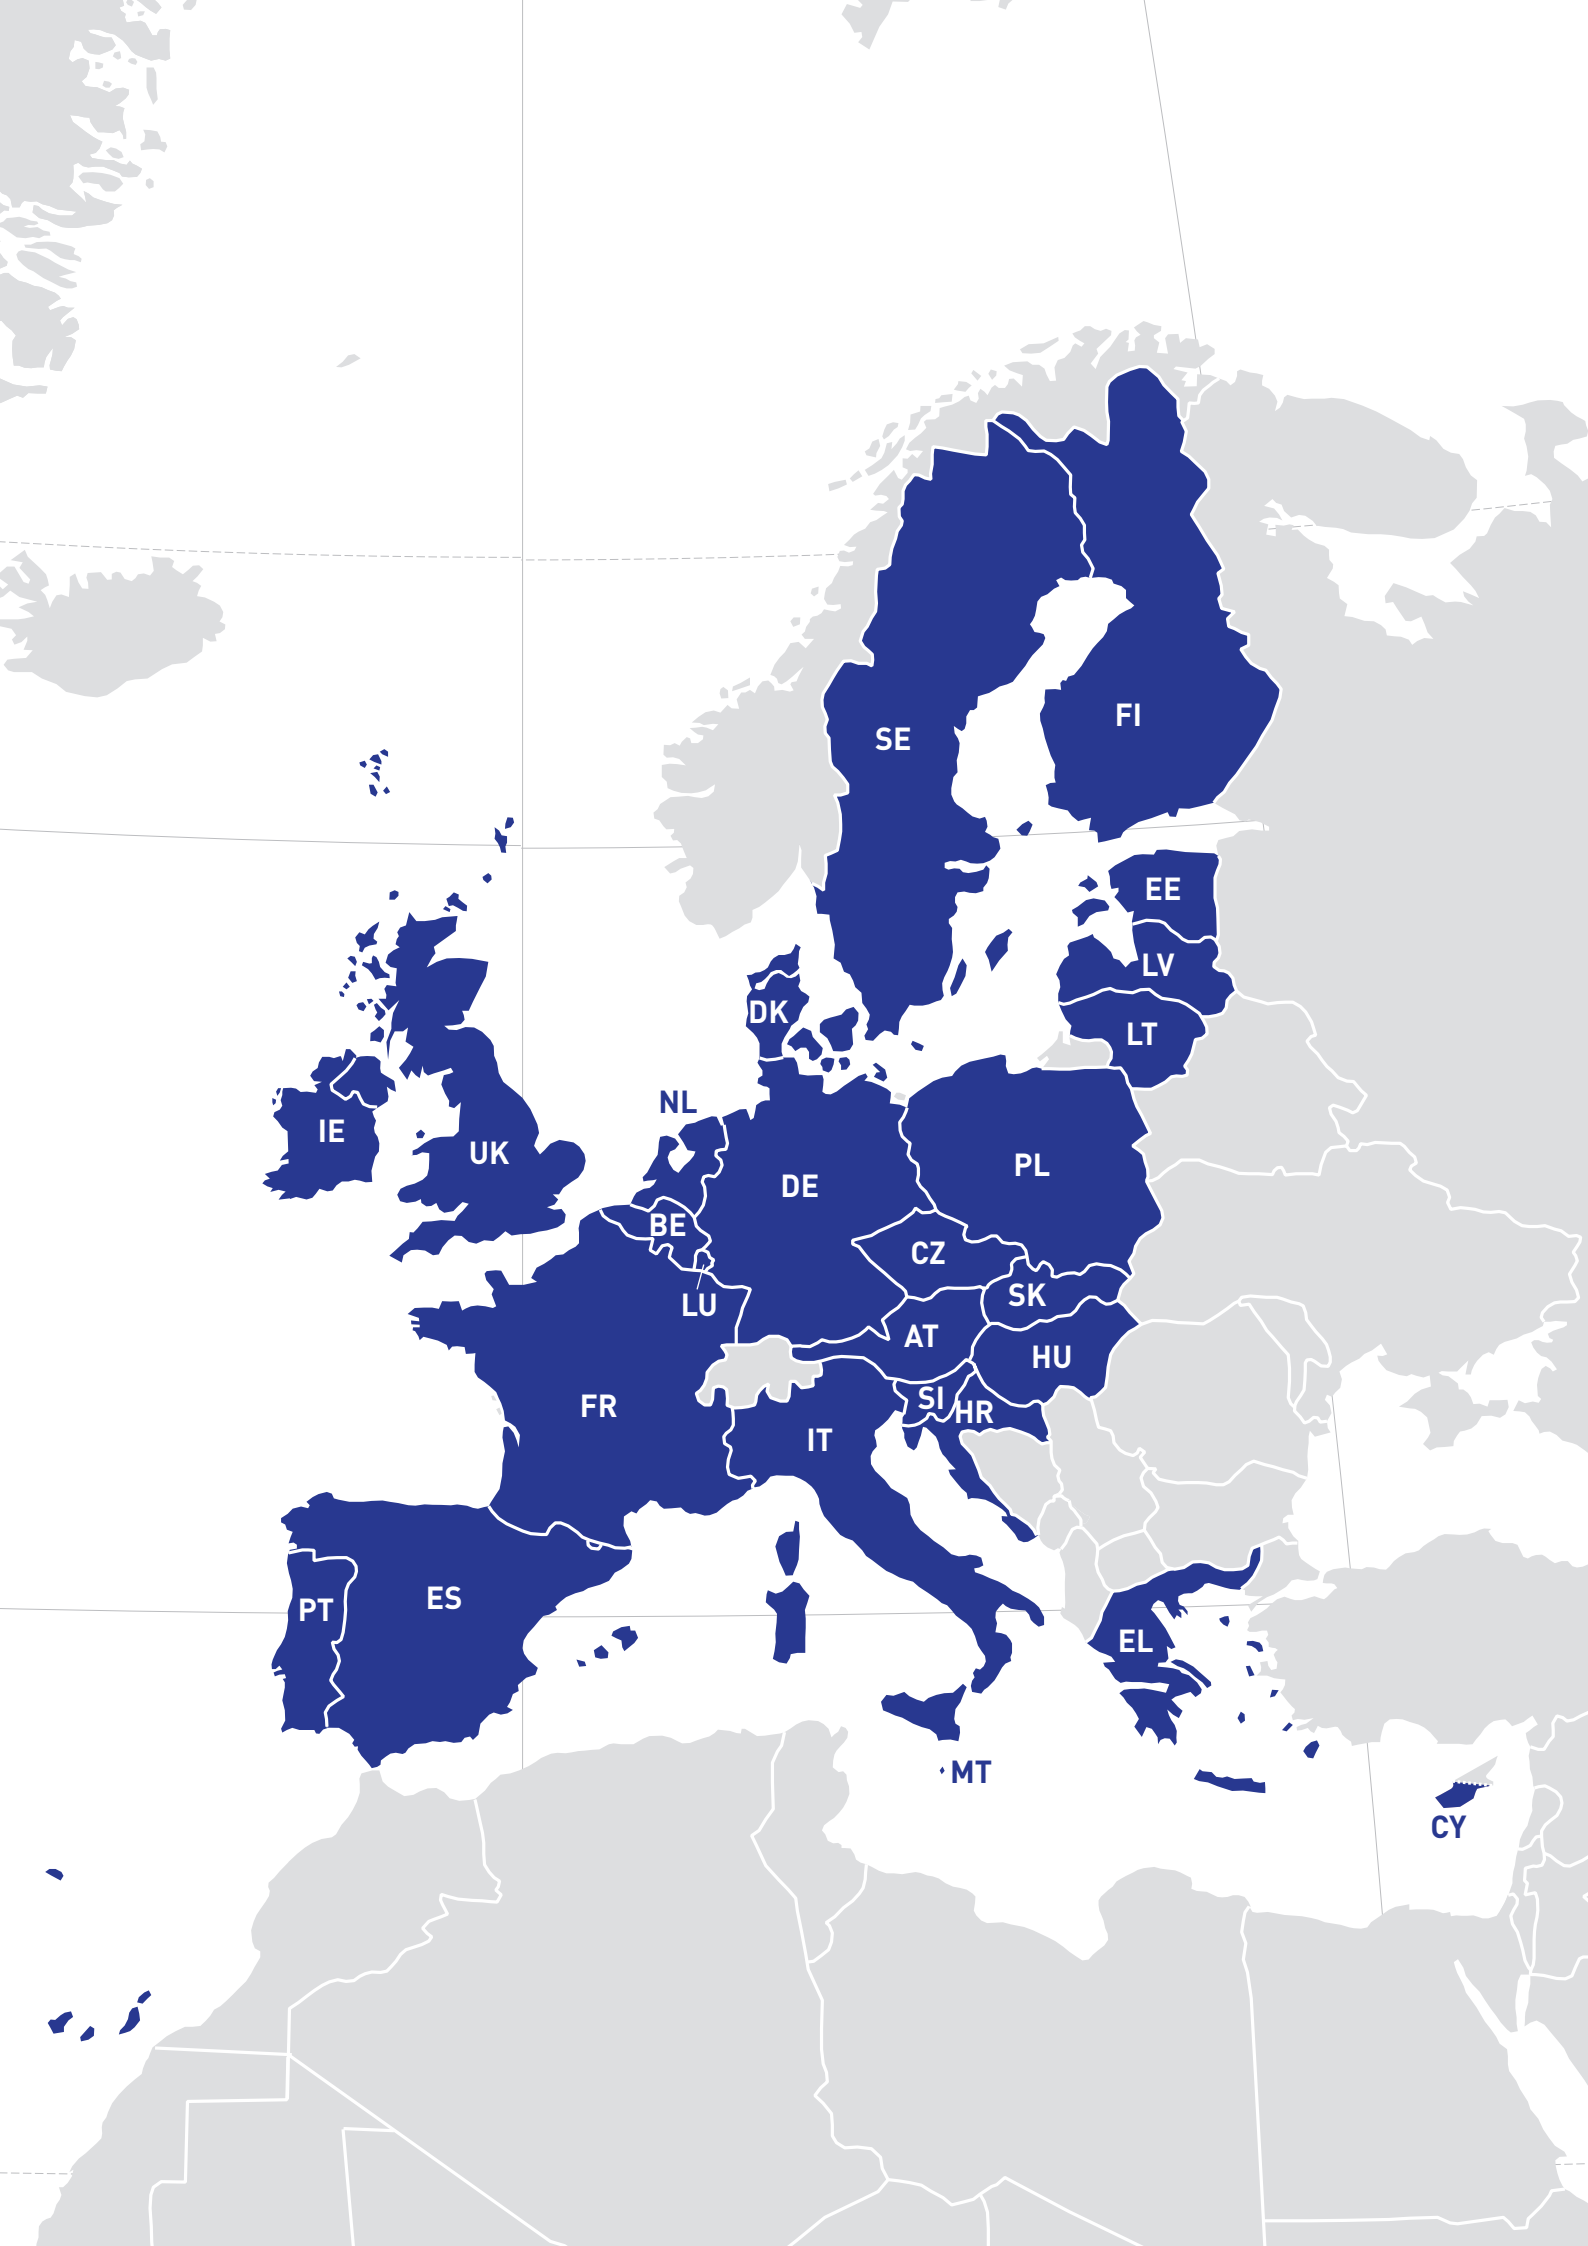 FI
SE
EE
LV
DK
LT
NL
IE
UK
PL
DE
BE
CZ
SK
LU
AT
HU
SI
FR
HR
IT
ES
PT
EL
MT
CY